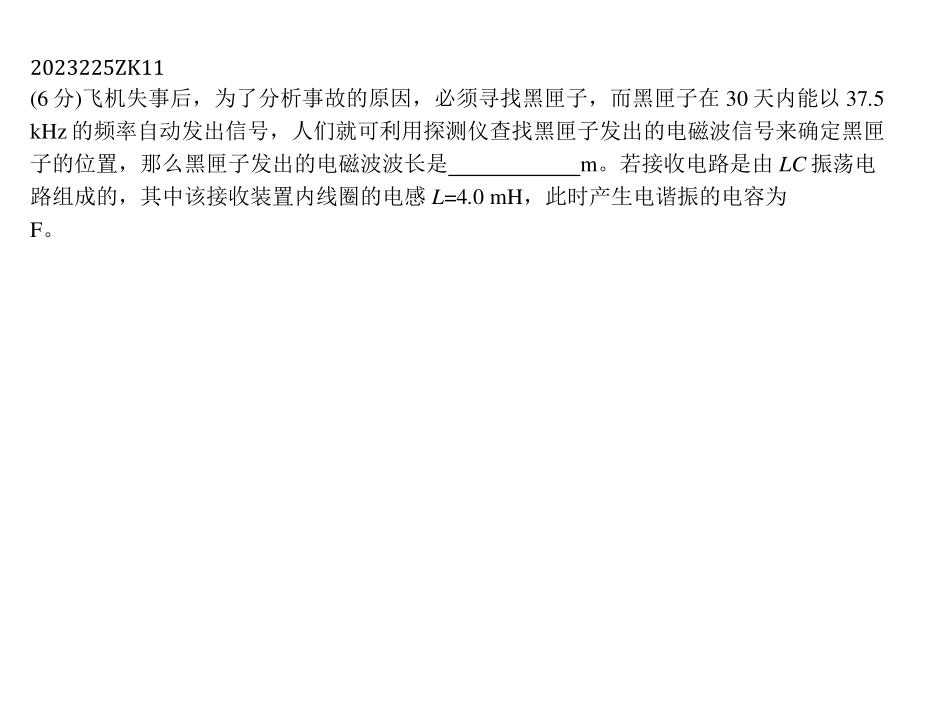 2023225ZK11
(6 分)飞机失事后，为了分析事故的原因，必须寻找黑匣子，而黑匣子在 30 天内能以 37.5
kHz 的频率自动发出信号，人们就可利用探测仪查找黑匣子发出的电磁波信号来确定黑匣
子的位置，那么黑匣子发出的电磁波波长是____________m。若接收电路是由 LC 振荡电
路组成的，其中该接收装置内线圈的电感 L=4.0 mH，此时产生电谐振的电容为
F。